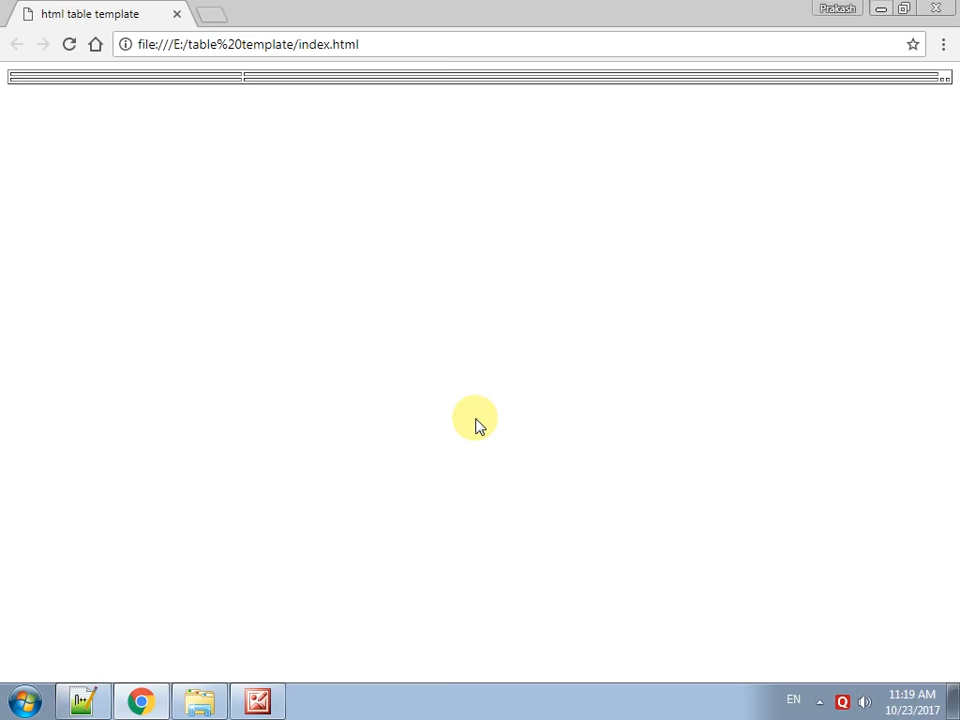 html table template
Prakash
file:///E:/table%20template/index.html
N++
EN
Q
11:19 AM
10/23/2017